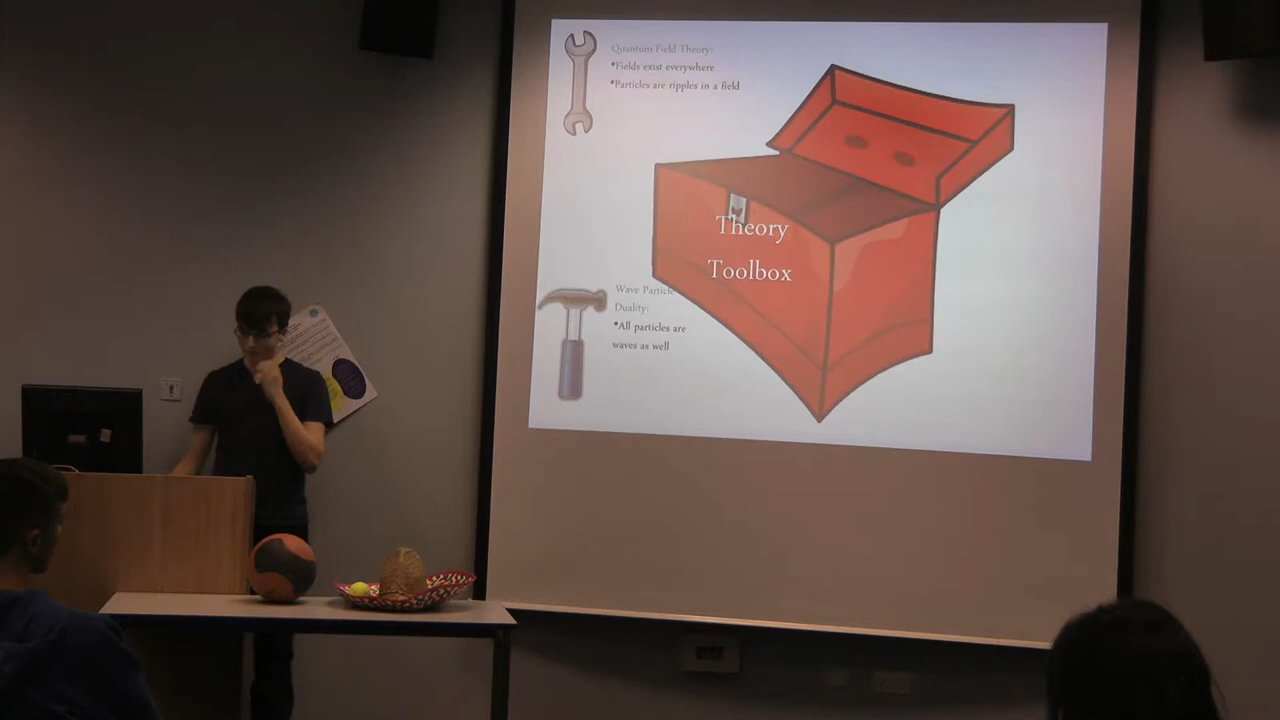 Quantum Field Theory:
*Fields exist everywhere
*Particles are ripples in a field
Theory
Toolbox
Wave Particle
Duality:
*All particles are
waves as well